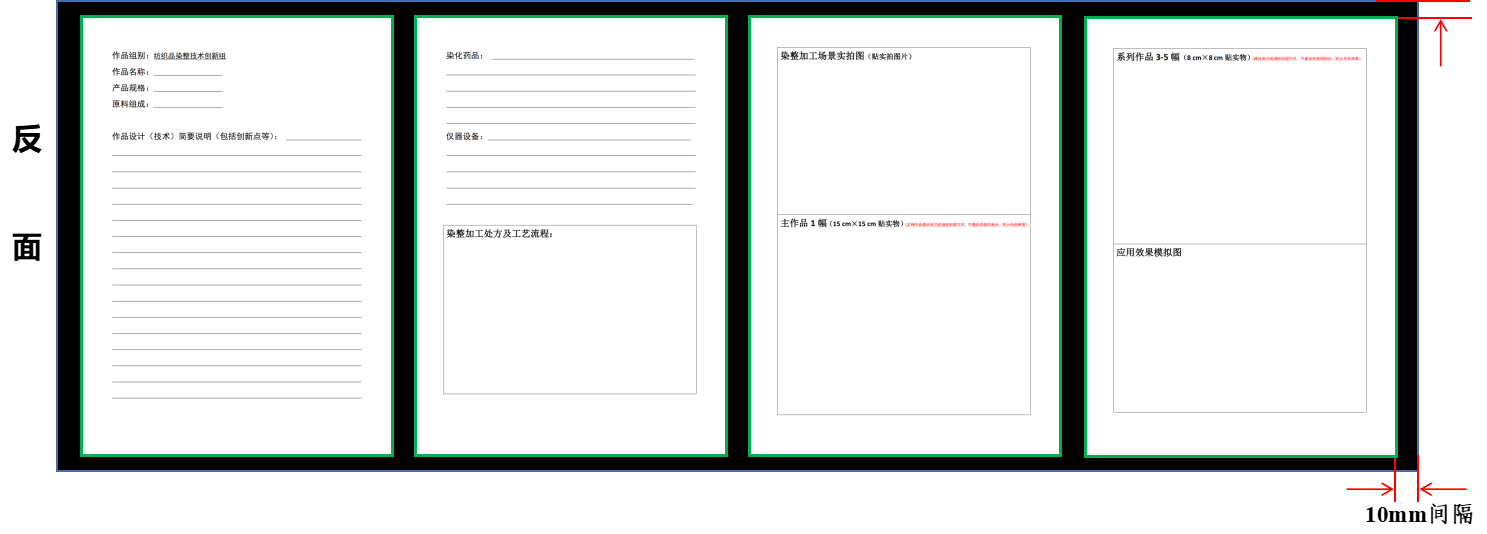 反
面
作品组别：纺织品染整技术创新组
作品名称：
产品规格：
原料组成：
作品设计（技术）简要说明（包括创新点等）：
染化药品：
仪器设备：
染整加工处方及工艺流程：
染整加工场景实拍图（贴实拍图片）
主作品 1 幅（15 cm×15 cm 贴实物）
系列作品 3-5 幅（8 cm×8 cm 贴实物）
应用效果模拟图
10mm间隔